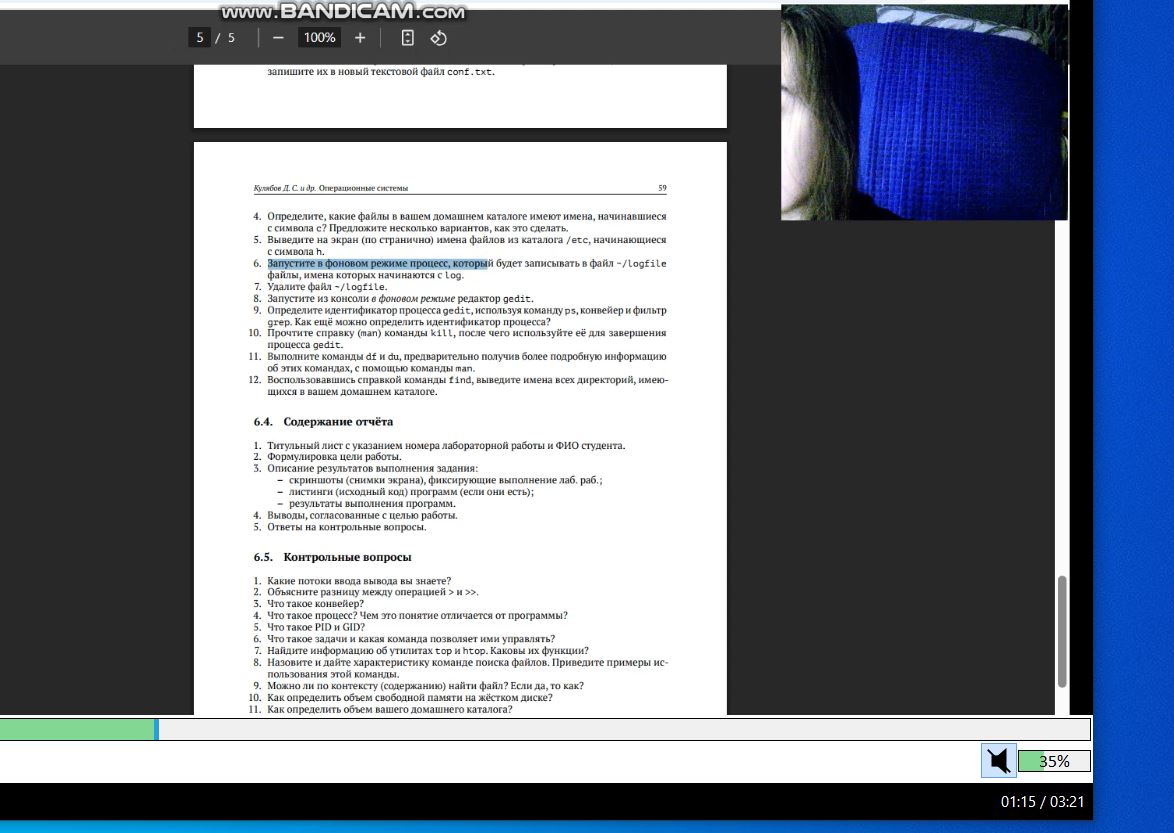 www.BANDICAM.com
5 / 5 − 100% +
запишите их в новый текстовой файл conf.txt.
Кулябов Д. С. и др. Операционные системы 59
4. Определите, какие файлы в вашем домашнем каталоге имеют имена, начинавшиеся
с символа c? Предложите несколько вариантов, как это сделать.
5. Выведите на экран (по странично) имена файлов из каталога /etc, начинающиеся
с символа h.
6. Запустите в фоновом режиме процесс, который будет записывать в файл ~/logfile
файлы, имена которых начинаются с log.
7. Удалите файл ~/logfile.
8. Запустите из консоли в фоновом режиме редактор gedit.
9. Определите идентификатор процесса gedit, используя команду ps, конвейер и фильтр
grep. Как ещё можно определить идентификатор процесса?
10. Прочтите справку (man) команды kill, после чего используйте её для завершения
процесса gedit.
11. Выполните команды df и du, предварительно получив более подробную информацию
об этих командах, с помощью команды man.
12. Воспользовавшись справкой команды find, выведите имена всех директорий, имею-
щихся в вашем домашнем каталоге.
6.4. Содержание отчёта
1. Титульный лист с указанием номера лабораторной работы и ФИО студента.
2. Формулировка цели работы.
3. Описание результатов выполнения задания:
– скриншоты (снимки экрана), фиксирующие выполнение лаб. раб.;
– листинги (исходный код) программ (если они есть);
– результаты выполнения программ.
4. Выводы, согласованные с целью работы.
5. Ответы на контрольные вопросы.
6.5. Контрольные вопросы
1. Какие потоки ввода вывода вы знаете?
2. Объясните разницу между операцией > и >>.
3. Что такое конвейер?
4. Что такое процесс? Чем это понятие отличается от программы?
5. Что такое PID и GID?
6. Что такое задачи и какая команда позволяет ими управлять?
7. Найдите информацию об утилитах top и htop. Каковы их функции?
8. Назовите и дайте характеристику команде поиска файлов. Приведите примеры ис-
пользования этой команды.
9. Можно ли по контексту (содержанию) найти файл? Если да, то как?
10. Как определить объем свободной памяти на жёстком диске?
11. Как определить объем вашего домашнего каталога?
35%
01:15 / 03:21